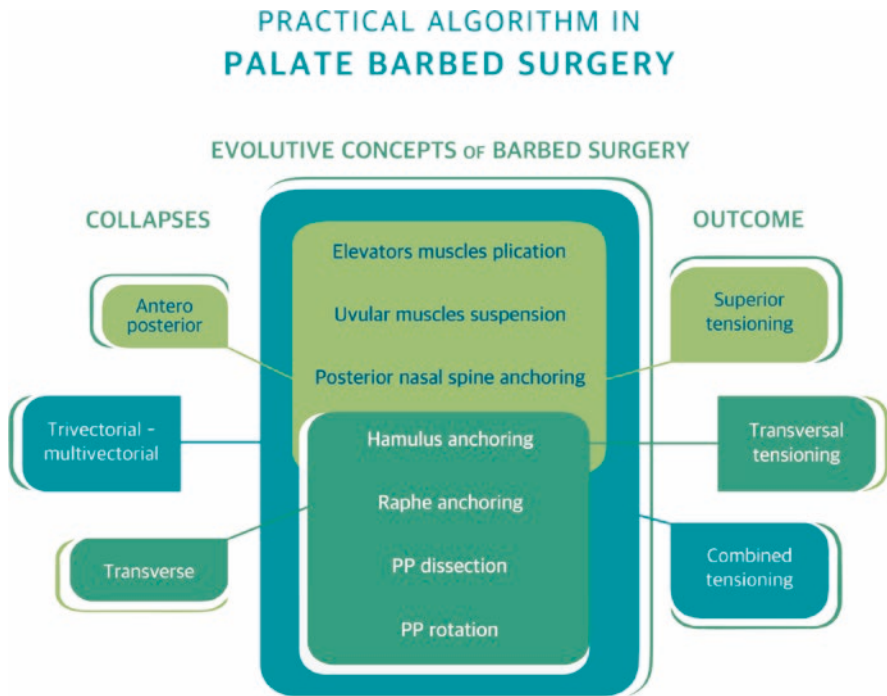 PRACTICAL ALGORITHM IN
PALATE BARBED SURGERY
EVOLUTIVE CONCEPTS OF BARBED SURGERY
COLLAPSES
Antero
posterior
Trivectorial -
multivectorial
Transverse
Elevators muscles plication
Uvular muscles suspension
Posterior nasal spine anchoring
Hamulus anchoring
Raphe anchoring
PP dissection
PP rotation
OUTCOME
Superior
tensioning
Transversal
tensioning
Combined
tensioning